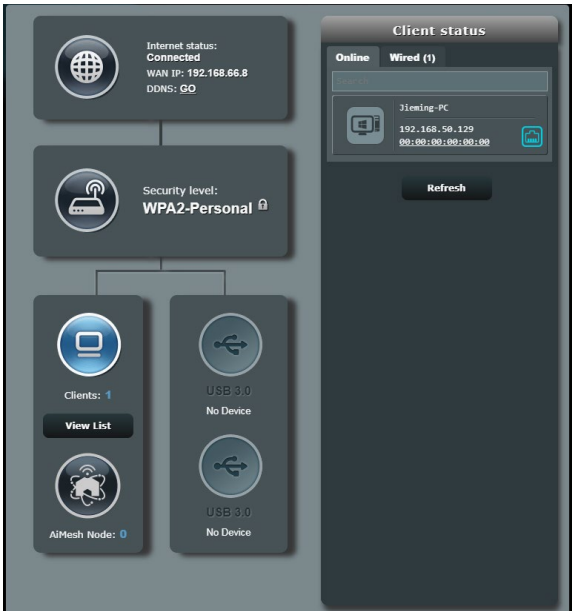 Internet status:
Connected
WAN IP: 192.168.66.8
DDNS: GO
Security level:
WPA2-Personal
Clients: 1
View List
AiMesh Node: 0
USB 3.0
No Device
USB 3.0
No Device
Client status
Online Wired (1)
Search
Jieming-PC
192.168.50.129
00:00:00:00:00:00
Refresh